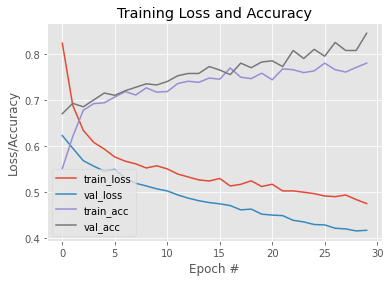 Training Loss and Accuracy
Loss/Accuracy
0.8
0.7
0.6
0.5
0.4
train_loss
val_loss
train_acc
val_acc
0 5 10 15 20 25 30
Epoch #